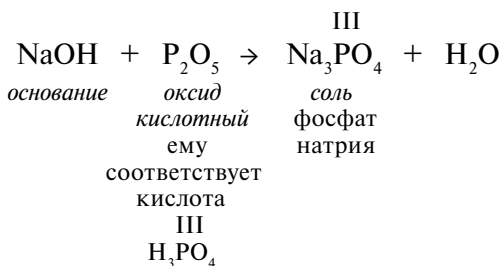 III
NaOH + P₂O₅ → Na₃PO₄ + H₂O
основание оксид соль
кислотный фосфат
ему натрия
соответствует
кислота
III
H₃PO₄